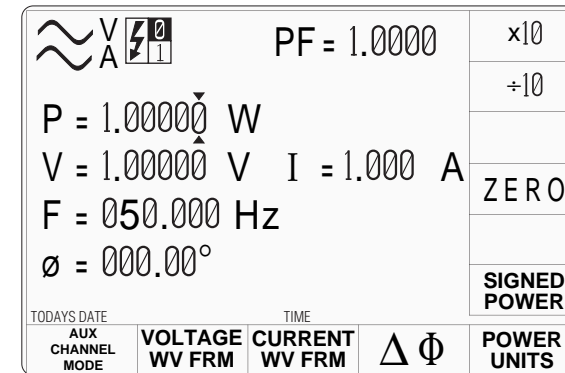 V
A
0
1
PF = 1.0000
x10
÷10
P = 1.00000 W
V = 1.00000 V I = 1.000 A
ZERO
F = 050.000 Hz
ø = 000.00°
SIGNED
POWER
TODAYS DATE TIME
AUX
CHANNEL
MODE
VOLTAGE
WV FRM
CURRENT
WV FRM
Δ Φ
POWER
UNITS